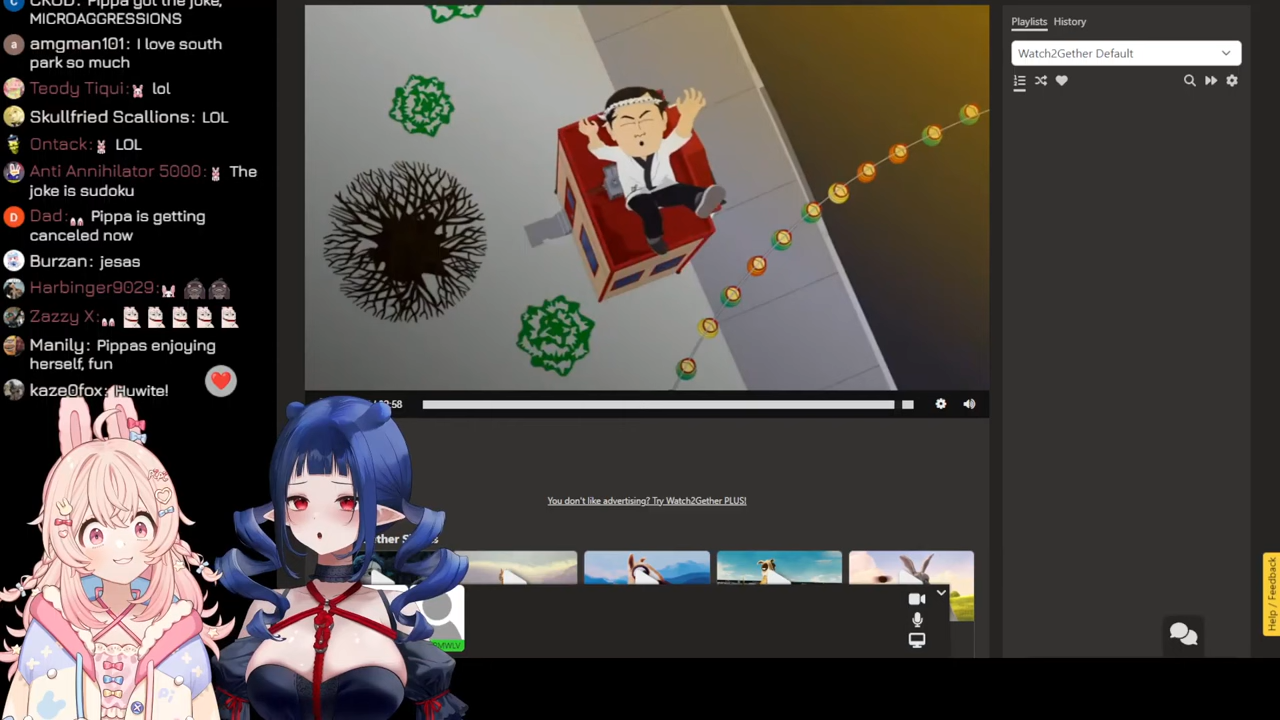 CKOD: Pippa got the joke,
MICROAGGRESSIONS
amgman101: I love south
park so much
Teody Tiqui: lol
Skullfried Scallions: LOL
Ontack: LOL
Anti Annihilator 5000: The
joke is sudoku
Dad: Pippa is getting
canceled now
Burzan: jesas
Harbinger9029:
Zazzy X:
Manily: Pippas enjoying
herself, fun
kaze0fox: Huwite!
You don't like advertising? Try Watch2Gether PLUS!
Playlists History
Watch2Gether Default
Help / Feedback